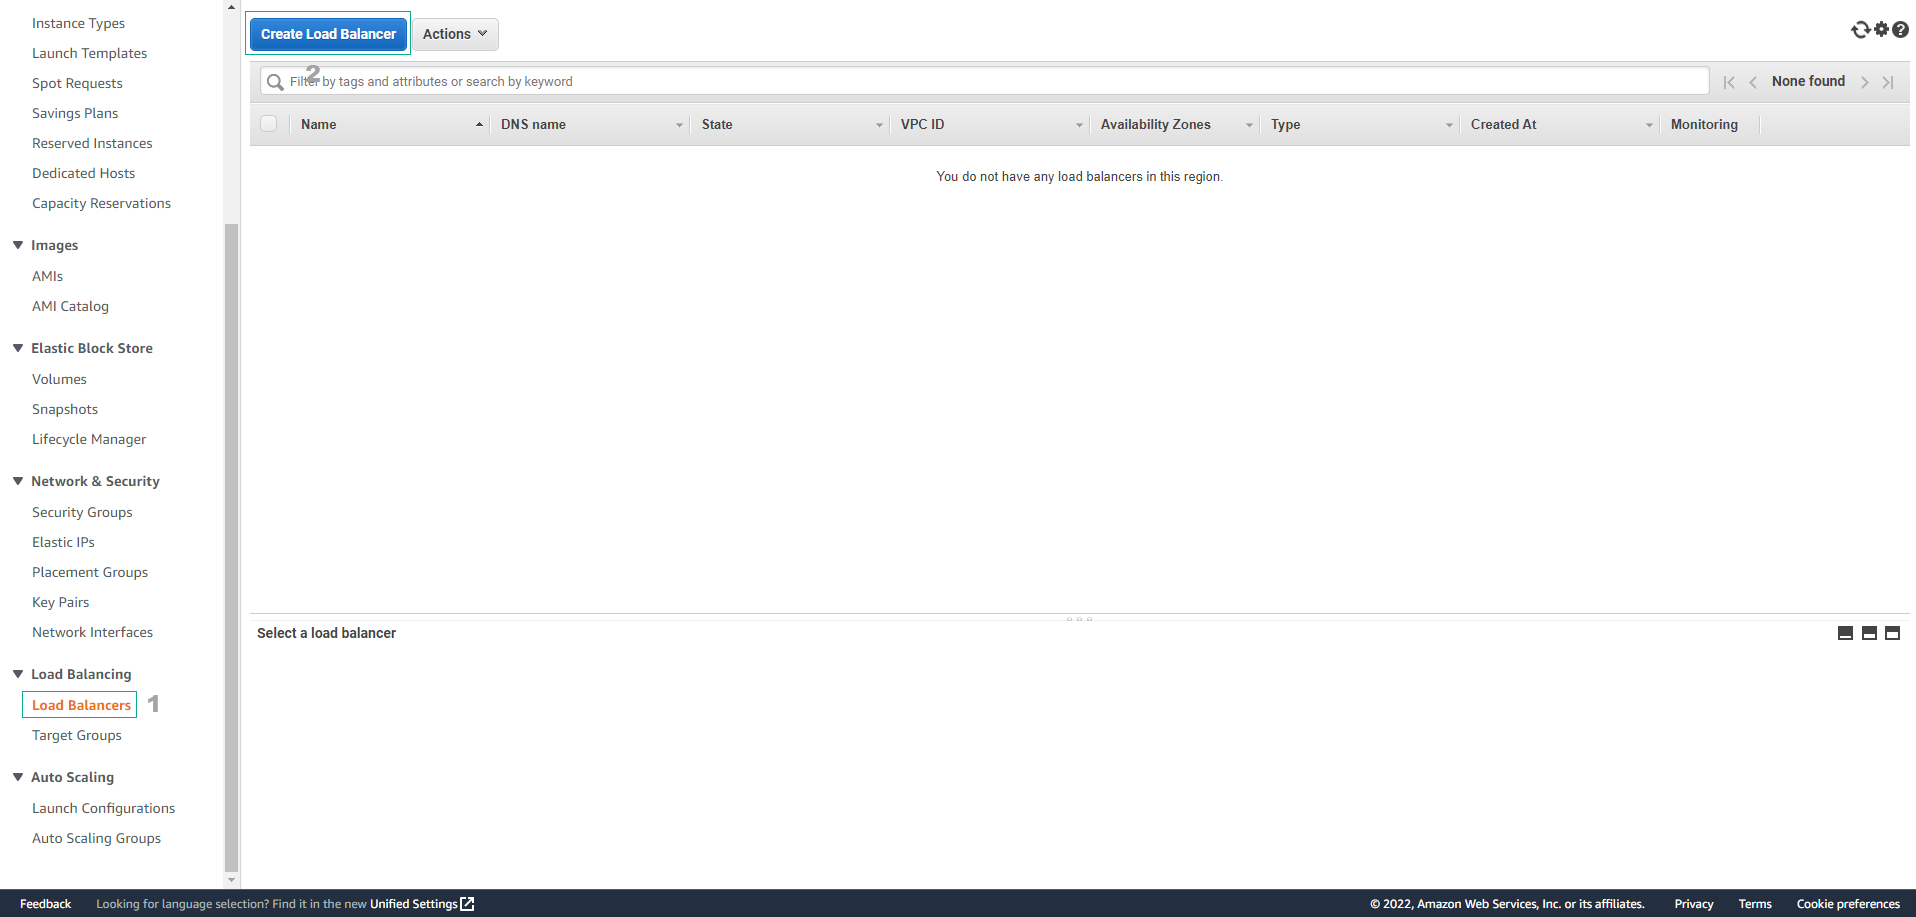 Instance Types
Launch Templates
Spot Requests
Savings Plans
Reserved Instances
Dedicated Hosts
Capacity Reservations
Images
AMIs
AMI Catalog
Elastic Block Store
Volumes
Snapshots
Lifecycle Manager
Network & Security
Security Groups
Elastic IPs
Placement Groups
Key Pairs
Network Interfaces
Load Balancing
Load Balancers 1
Target Groups
Auto Scaling
Launch Configurations
Auto Scaling Groups
Create Load Balancer Actions
2
Filter by tags and attributes or search by keyword None found
Name DNS name State VPC ID Availability Zones Type Created At Monitoring
You do not have any load balancers in this region.
Select a load balancer
Feedback Looking for language selection? Find it in the new Unified Settings © 2022, Amazon Web Services, Inc. or its affiliates. Privacy Terms Cookie preferences